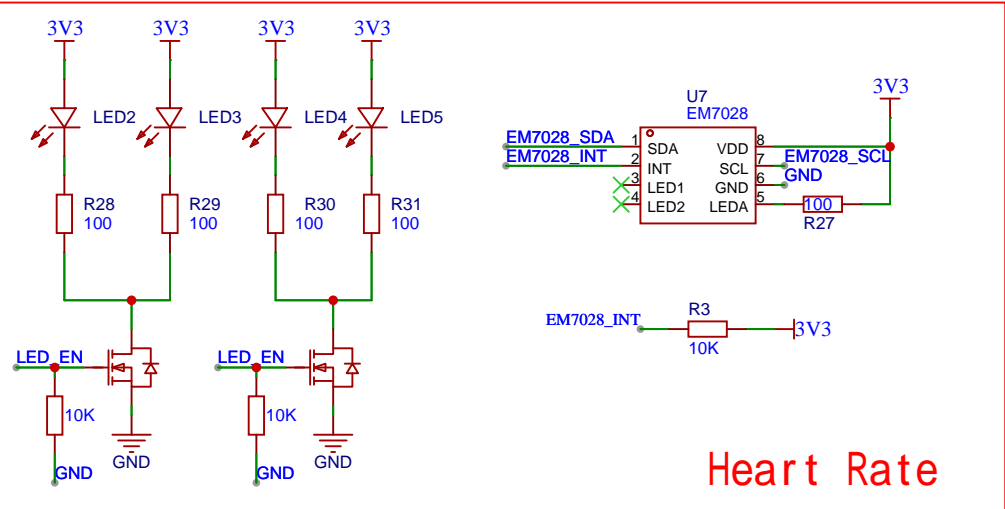 3V3
3V3
3V3
3V3
LED2
LED3
LED4
LED5
R28
100
R29
100
R30
100
R31
100
LED_EN
10K
GND
GND
LED_EN
10K
GND
GND
U7
EM7028
3V3
EM7028_SDA
1
SDA
VDD
8
EM7028_INT
2
INT
SCL
7
EM7028_SCL
3
LED1
GND
6
GND
4
LED2
LEDA
5
100
R27
EM7028_INT
R3
10K
3V3
Heart Rate